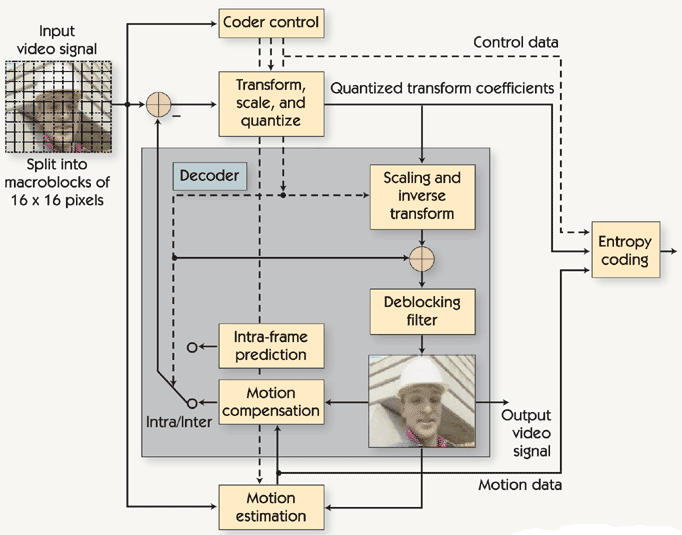 Input
video signal
Coder control
Control data
Transform,
scale, and
quantize
Quantized transform coefficients
Split into
macroblocks of
16 x 16 pixels
Decoder
Scaling and
inverse
transform
Entropy
coding
Deblocking
filter
Intra-frame
prediction
Motion
compensation
Intra/Inter
Output
video
signal
Motion data
Motion
estimation